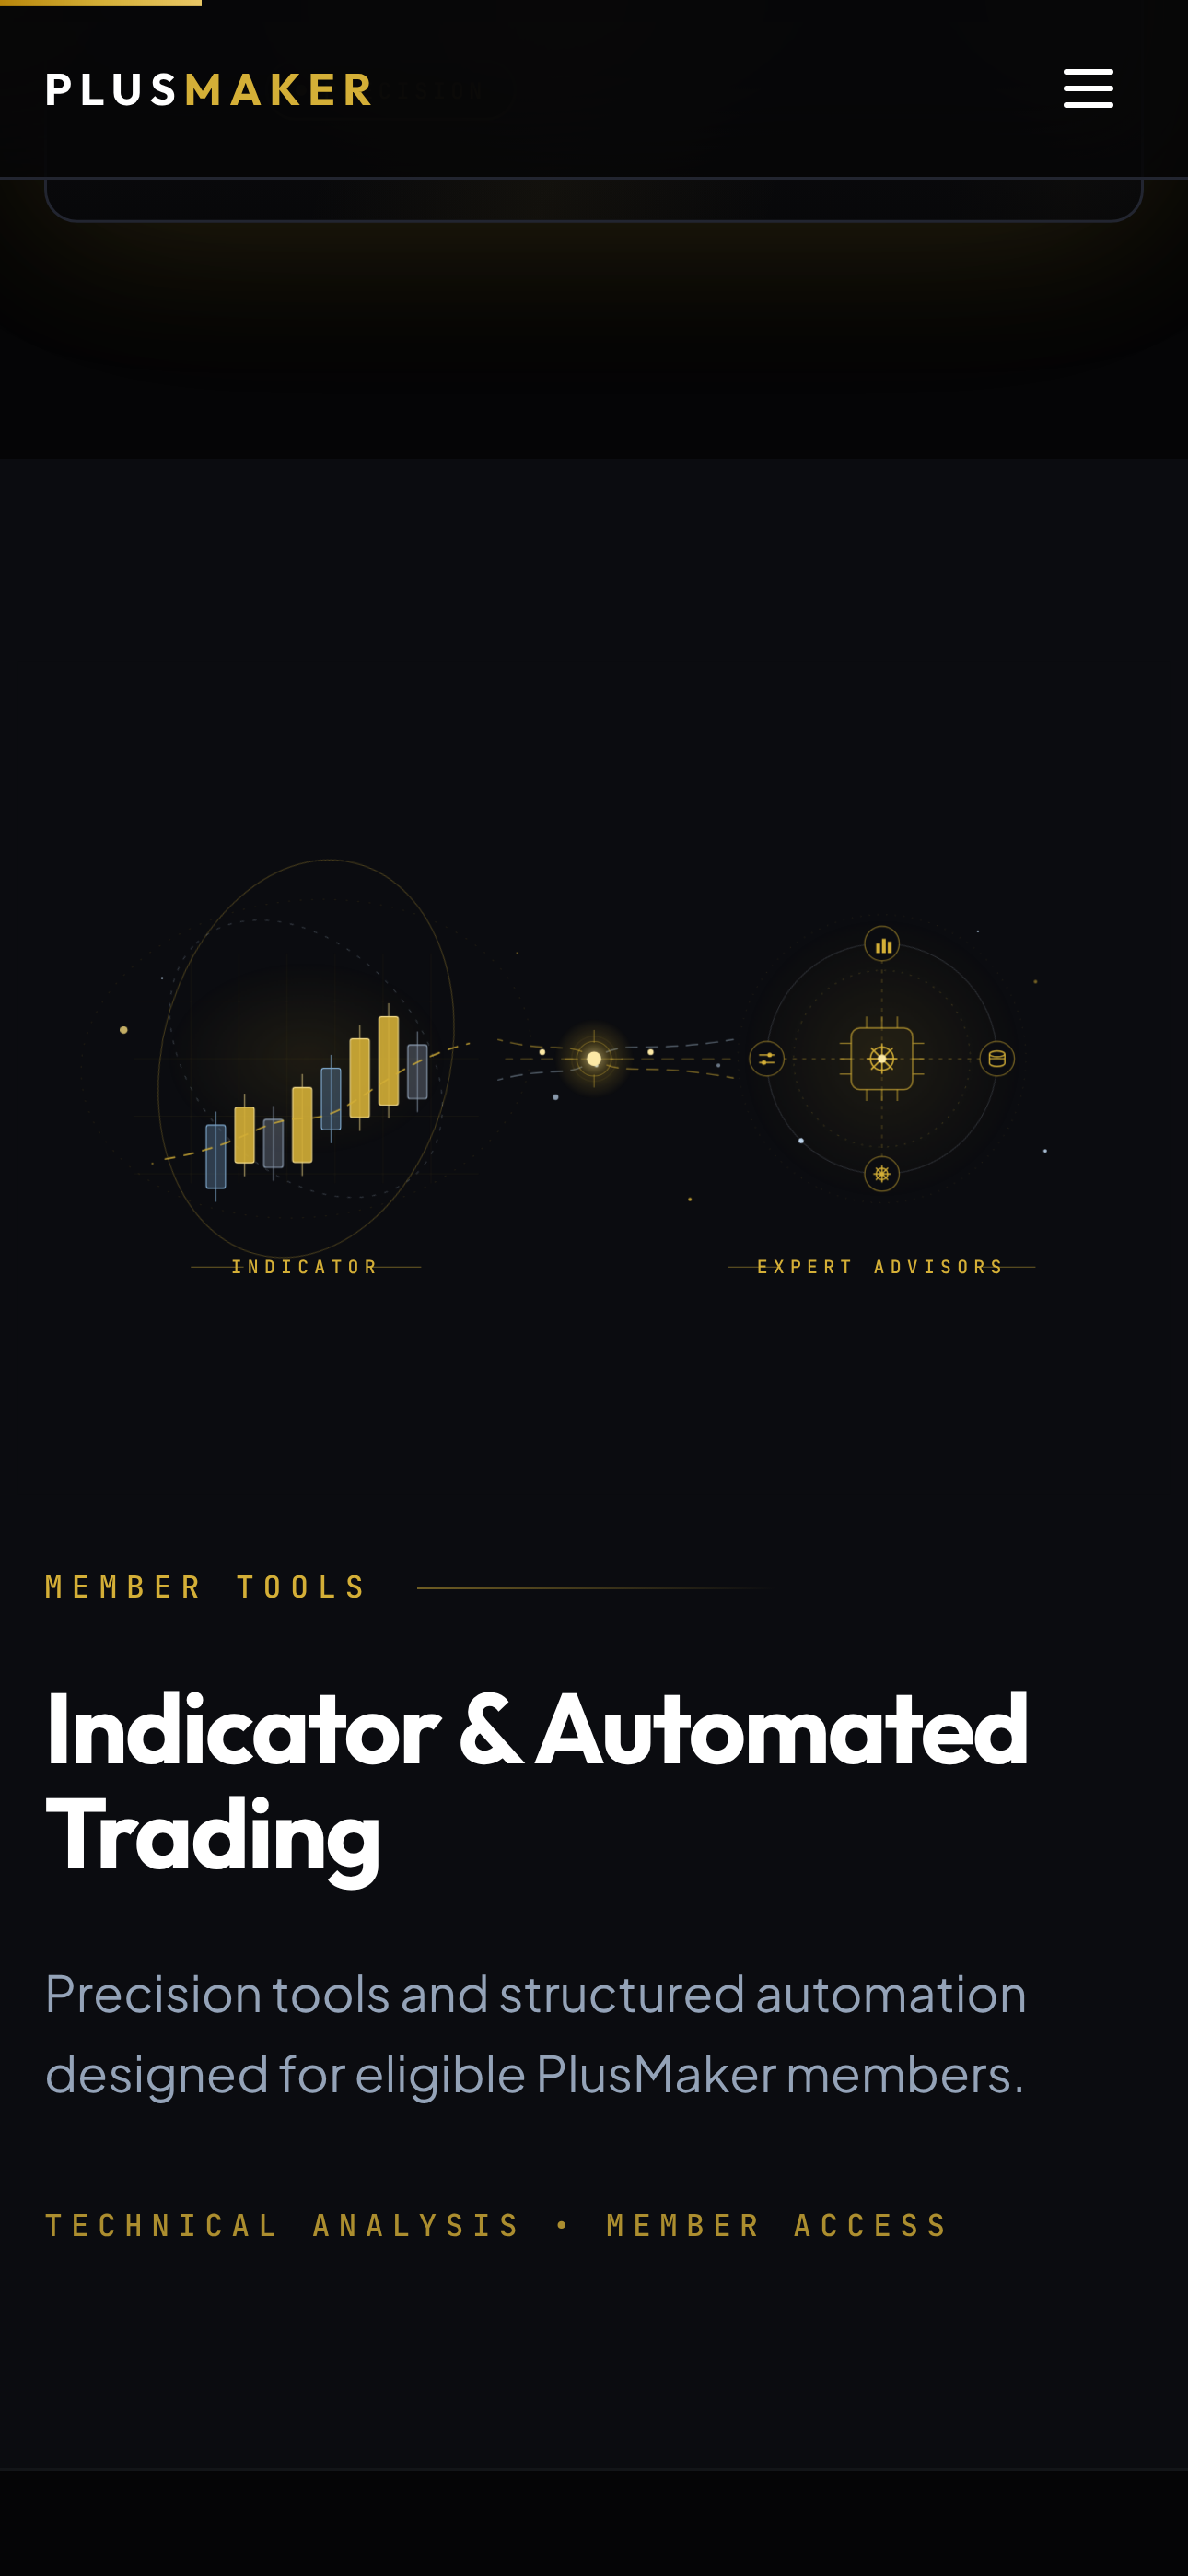 PLUSMAKER
INDICATOR
EXPERT ADVISORS
MEMBER TOOLS
Indicator & Automated
Trading
Precision tools and structured automation
designed for eligible PlusMaker members.
TECHNICAL ANALYSIS • MEMBER ACCESS